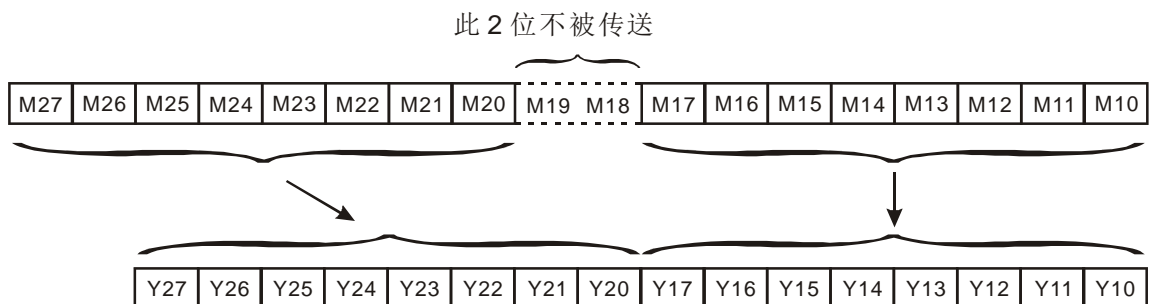 此 2 位不被传送
M27 M26 M25 M24 M23 M22 M21 M20 M19 M18 M17 M16 M15 M14 M13 M12 M11 M10
Y27 Y26 Y25 Y24 Y23 Y22 Y21 Y20 Y17 Y16 Y15 Y14 Y13 Y12 Y11 Y10